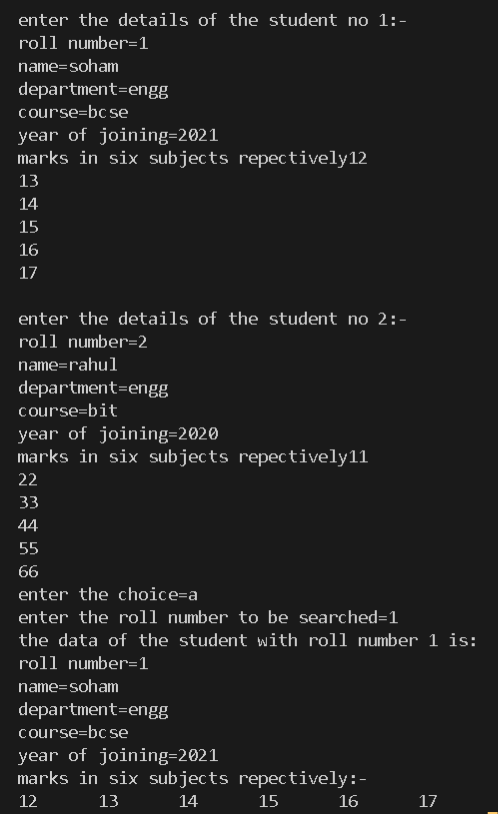 enter the details of the student no 1:-
roll number=1
name=soham
department=engg
course=bcse
year of joining=2021
marks in six subjects repectively12
13
14
15
16
17
enter the details of the student no 2:-
roll number=2
name=rahul
department=engg
course=bit
year of joining=2020
marks in six subjects repectively11
22
33
44
55
66
enter the choice=a
enter the roll number to be searched=1
the data of the student with roll number 1 is:
roll number=1
name=soham
department=engg
course=bcse
year of joining=2021
marks in six subjects repectively:-
12 13 14 15 16 17